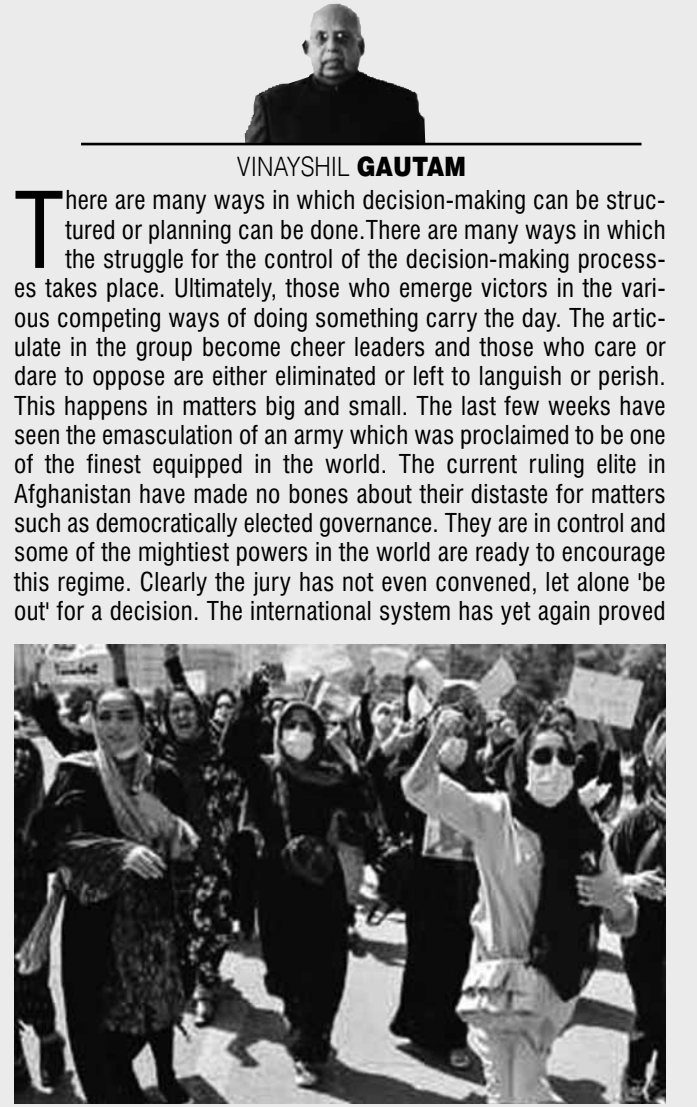 VINAYSHIL GAUTAM
There are many ways in which decision-making can be struc-
tured or planning can be done.There are many ways in which
the struggle for the control of the decision-making process-
es takes place. Ultimately, those who emerge victors in the vari-
ous competing ways of doing something carry the day. The artic-
ulate in the group become cheer leaders and those who care or
dare to oppose are either eliminated or left to languish or perish.
This happens in matters big and small. The last few weeks have
seen the emasculation of an army which was proclaimed to be one
of the finest equipped in the world. The current ruling elite in
Afghanistan have made no bones about their distaste for matters
such as democratically elected governance. They are in control and
some of the mightiest powers in the world are ready to encourage
this regime. Clearly the jury has not even convened, let alone 'be
out' for a decision. The international system has yet again proved